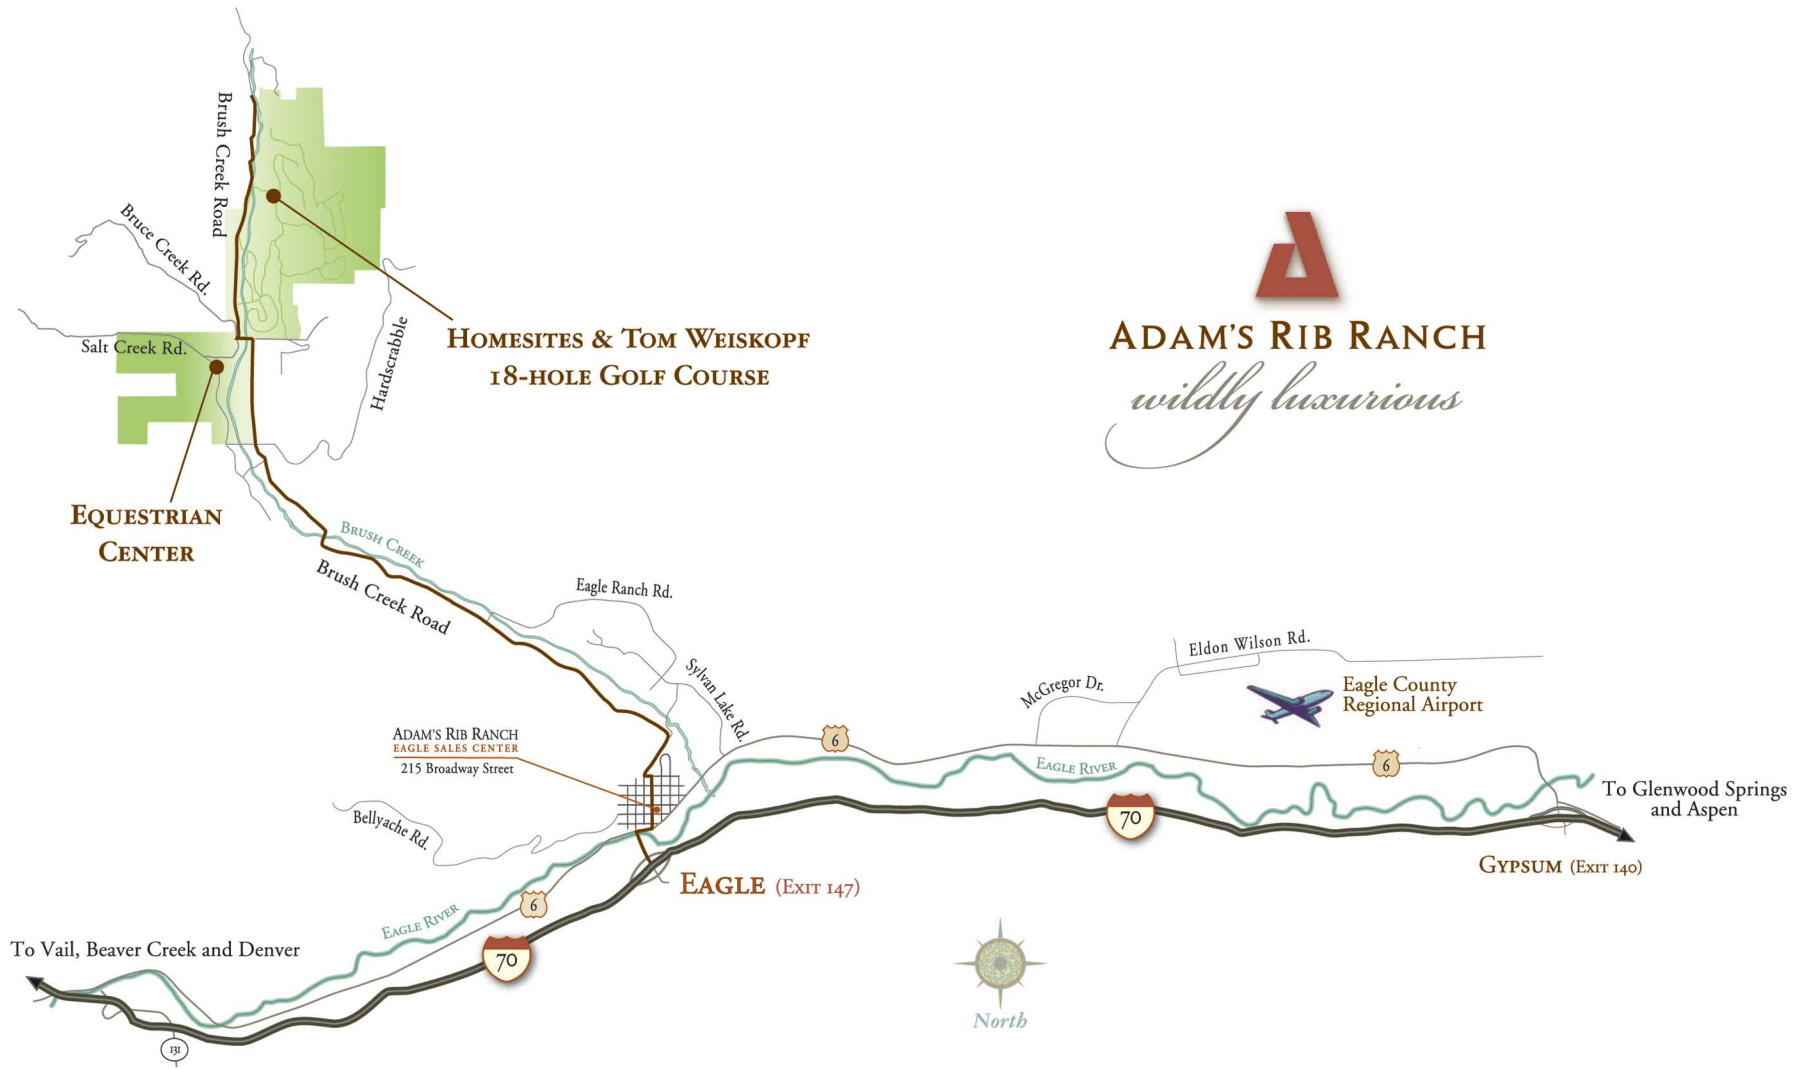 Brush Creek Road
Bruce Creek Rd.
Salt Creek Rd.
Hardscrabble
HOMESITES & TOM WEISKOPF
18-HOLE GOLF COURSE
ADAM'S RIB RANCH
wildly luxurious
EQUESTRIAN
CENTER
BRUSH CREEK
Brush Creek Road
Eagle Ranch Rd.
Sylvan Lake Rd.
Eldon Wilson Rd.
McGregor Dr.
Eagle County
Regional Airport
ADAM'S RIB RANCH
EAGLE SALES CENTER
215 Broadway Street
6
EAGLE RIVER
6
To Glenwood Springs
and Aspen
Bellyache Rd.
70
GYPSUM (EXIT 140)
EAGLE (EXIT 147)
6
EAGLE RIVER
To Vail, Beaver Creek and Denver
70
131
North